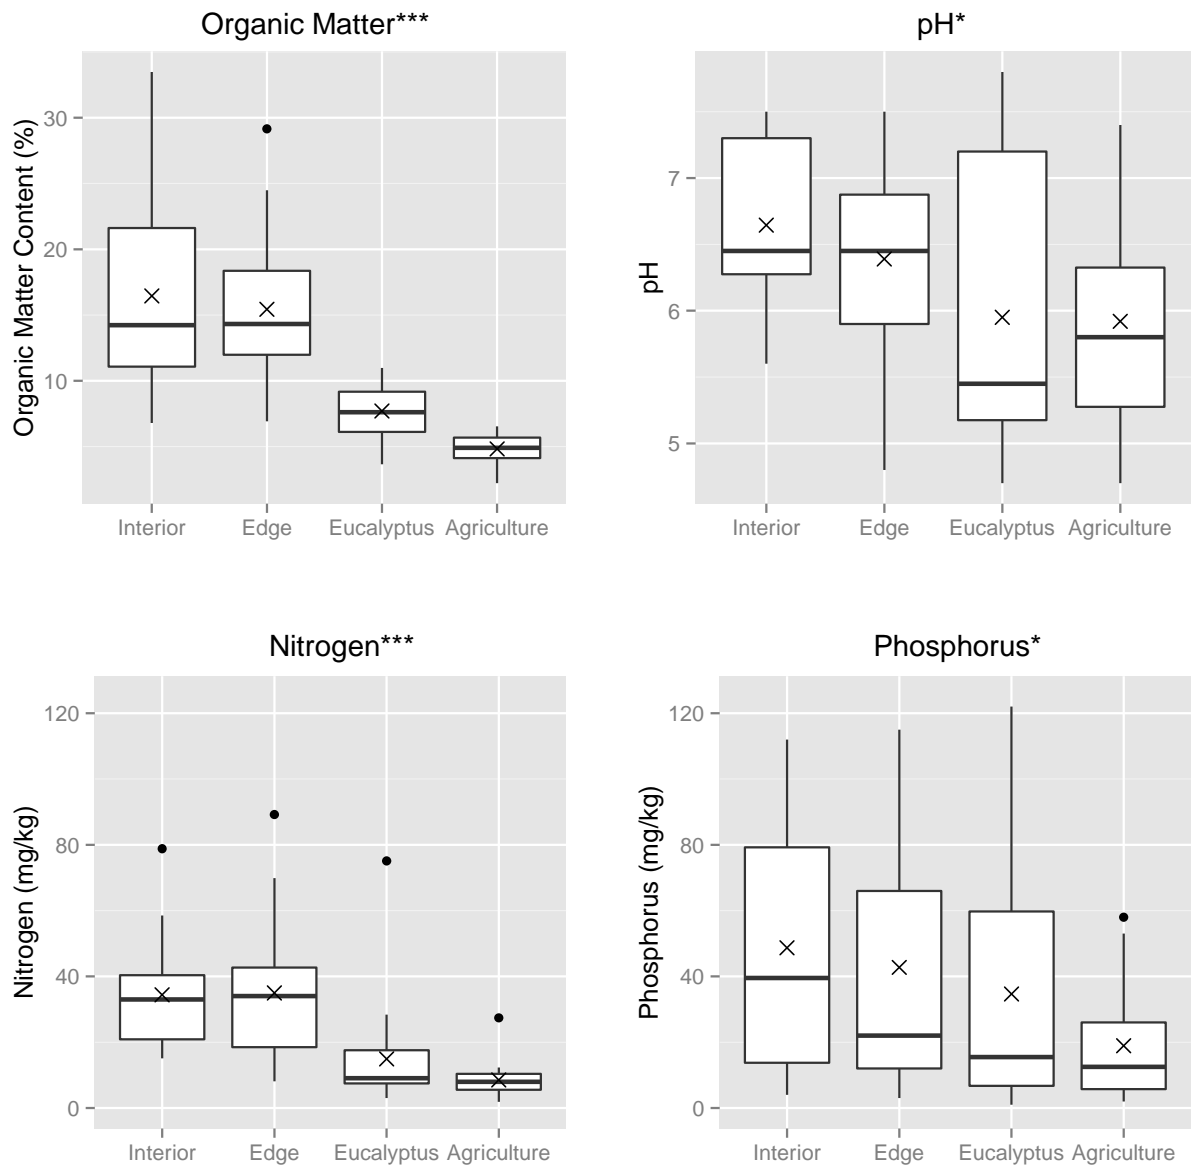 Organic Matter***
Organic Matter Content (%)
30
20
10
Interior Edge Eucalyptus Agriculture
pH*
pH
7
6
5
Interior Edge Eucalyptus Agriculture
Nitrogen***
Nitrogen (mg/kg)
120
80
40
0
Interior Edge Eucalyptus Agriculture
Phosphorus*
Phosphorus (mg/kg)
120
80
40
0
Interior Edge Eucalyptus Agriculture